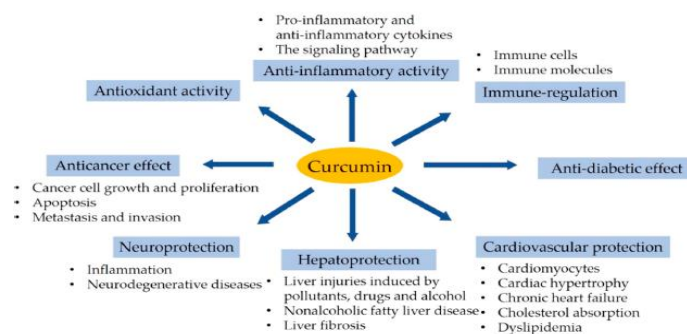 • Pro-inflammatory and
anti-inflammatory cytokines
• The signaling pathway
Anti-inflammatory activity
• Immune cells
• Immune molecules
Immune-regulation
Antioxidant activity
Anticancer effect
• Cancer cell growth and proliferation
• Apoptosis
• Metastasis and invasion
Curcumin
Anti-diabetic effect
Neuroprotection
• Inflammation
• Neurodegenerative diseases
Hepatoprotection
• Liver injuries induced by
pollutants, drugs and alcohol
• Nonalcoholic fatty liver disease
• Liver fibrosis
Cardiovascular protection
• Cardiomyocytes
• Cardiac hypertrophy
• Chronic heart failure
• Cholesterol absorption
• Dyslipidemia